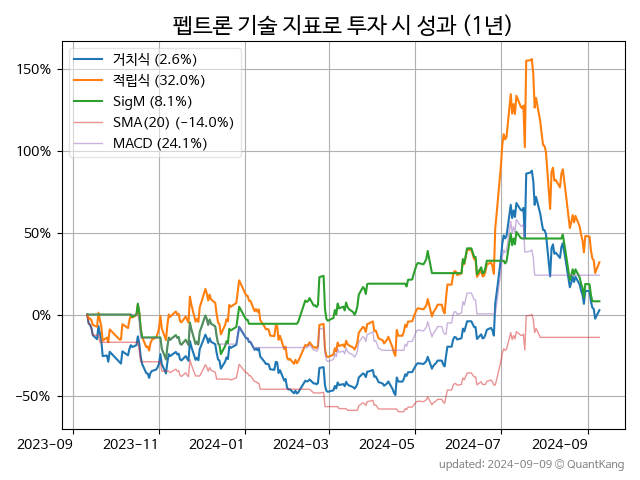 펩트론 기술 지표로 투자 시 성과 (1년)
거치식 (2.6%)
적립식 (32.0%)
SigM (8.1%)
SMA(20) (−14.0%)
MACD (24.1%)
150%
100%
50%
0%
−50%
2023-09
2023-11
2024-01
2024-03
2024-05
2024-07
2024-09
updated: 2024-09-09 © QuantKang